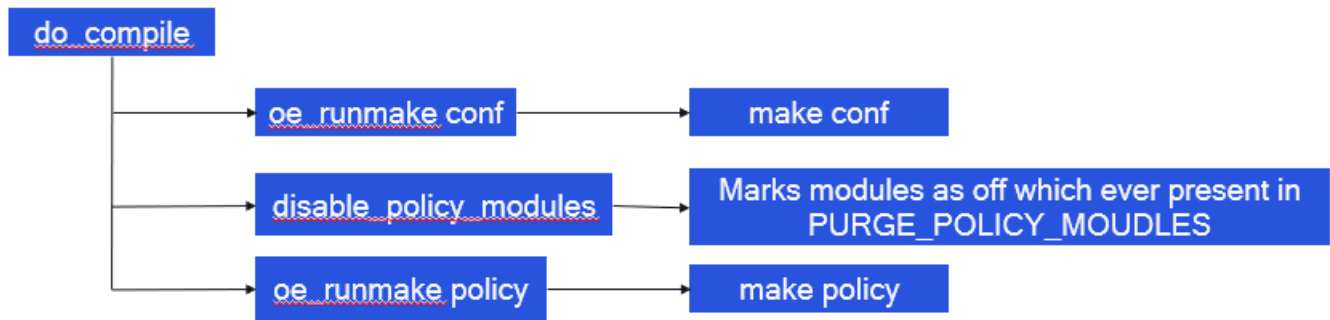 do_compile
oe_runmake conf
make conf
disable_policy_modules
Marks modules as off which ever present in
PURGE_POLICY_MOUDLES
oe_runmake policy
make policy